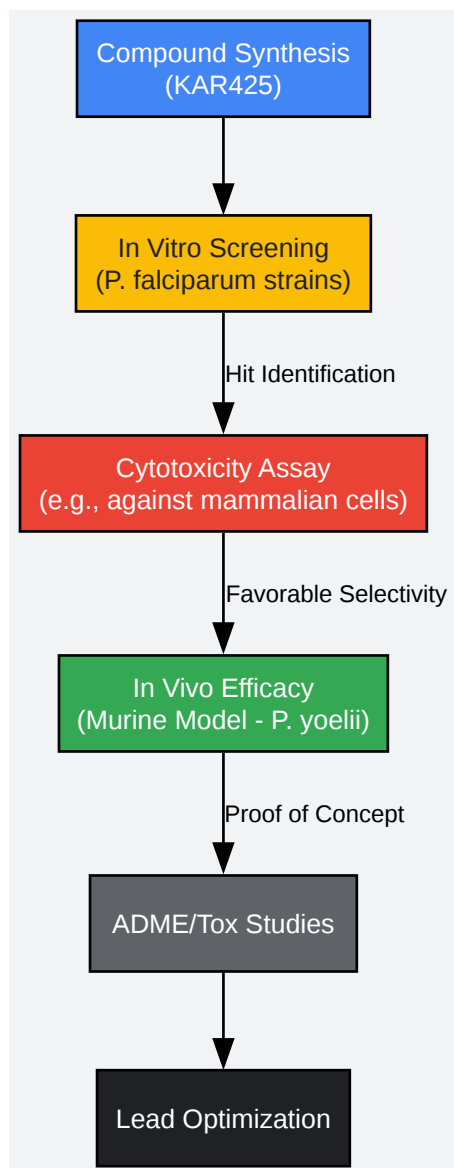 Compound Synthesis
(KAR425)
In Vitro Screening
(P. falciparum strains)
Hit Identification
Cytotoxicity Assay
(e.g., against mammalian cells)
Favorable Selectivity
In Vivo Efficacy
(Murine Model - P. yoelii)
Proof of Concept
ADME/Tox Studies
Lead Optimization